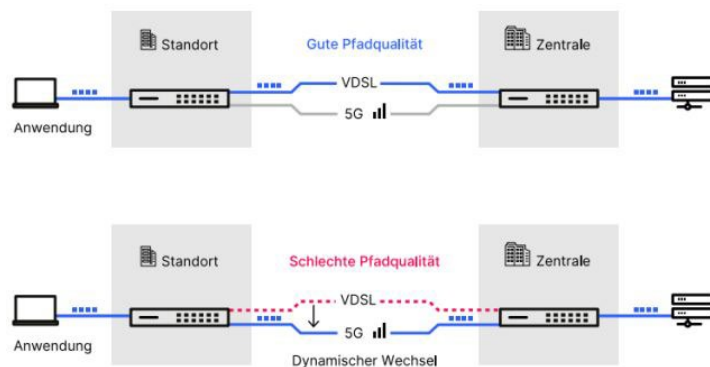 Standort
Gute Pfadqualität
Zentrale
VDSL
5G
Anwendung
Standort
Schlechte Pfadqualität
Zentrale
VDSL
5G
Anwendung
Dynamischer Wechsel